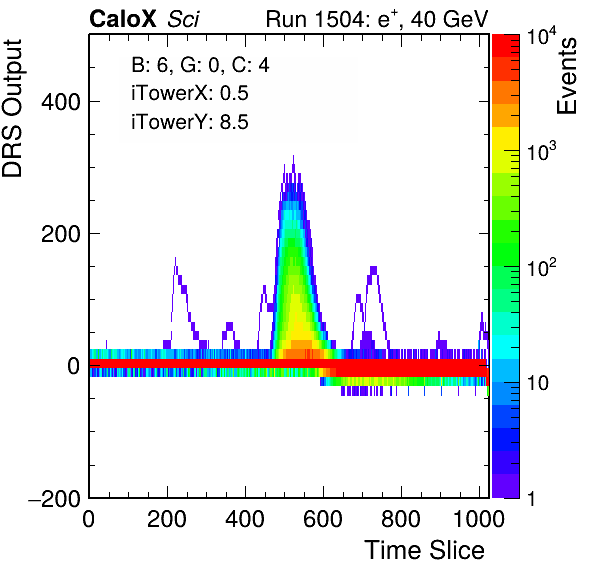 CaloX Sci Run 1504: e⁺, 40 GeV
B: 6, G: 0, C: 4
iTowerX: 0.5
iTowerY: 8.5
DRS Output
400
200
0
−200
0 200 400 600 800 1000
Time Slice
Events
10⁴
10³
10²
10
1